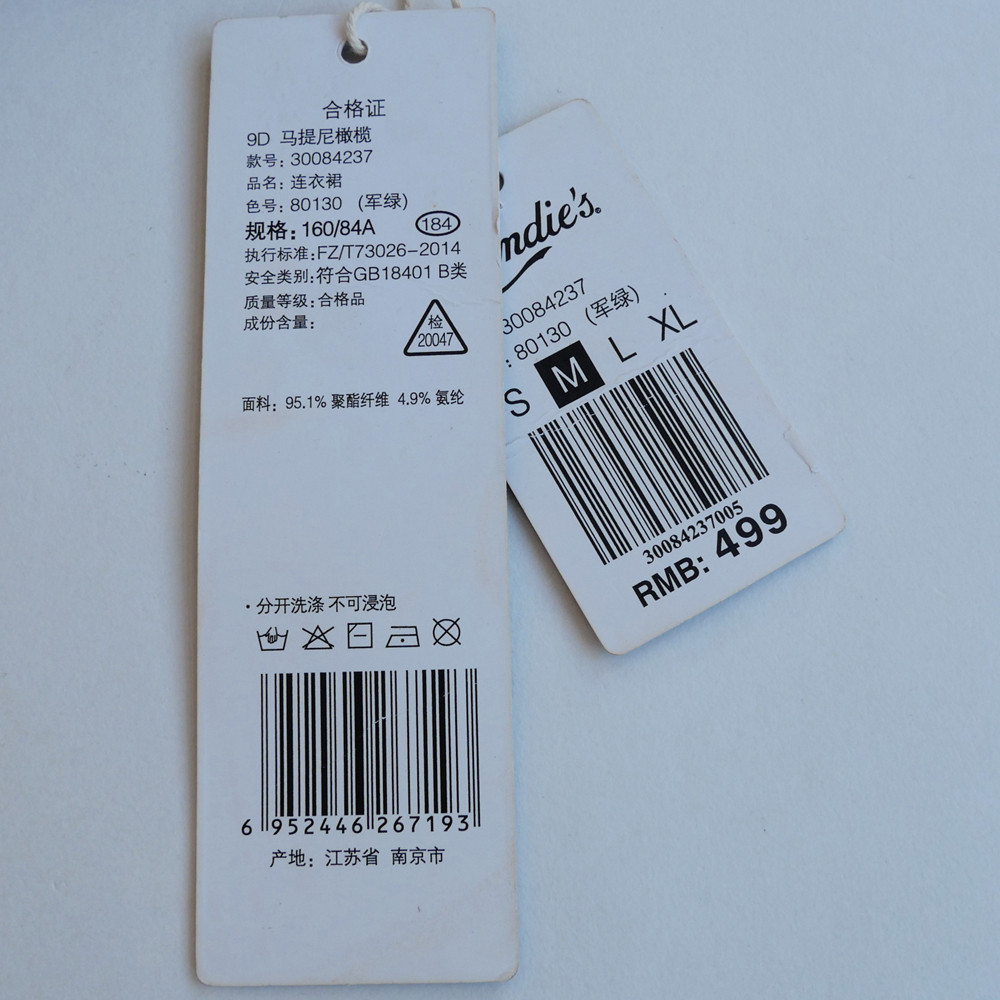 合格证
9D 马提尼橄榄
款号: 30084237
品名: 连衣裙
色号: 80130 (军绿)
规格: 160/84A 184
执行标准:FZ/T73026-2014
安全类别:符合GB18401 B类
质量等级:合格品
成份含量:
检
20047
面料: 95.1% 聚酯纤维 4.9% 氨纶
· 分开洗涤 不可浸泡
6 952446 267193
产地: 江苏省 南京市
ndie's.
30084237
: 80130 (军绿)
S M L XL
30084237005
RMB: 499